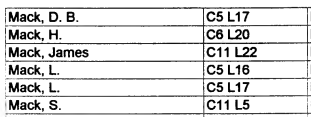 Mack, D. B. C5 L17
Mack, H. C6 L20
Mack, James C11 L22
Mack, L. C5 L16
Mack, L. C5 L17
Mack, S. C11 L5